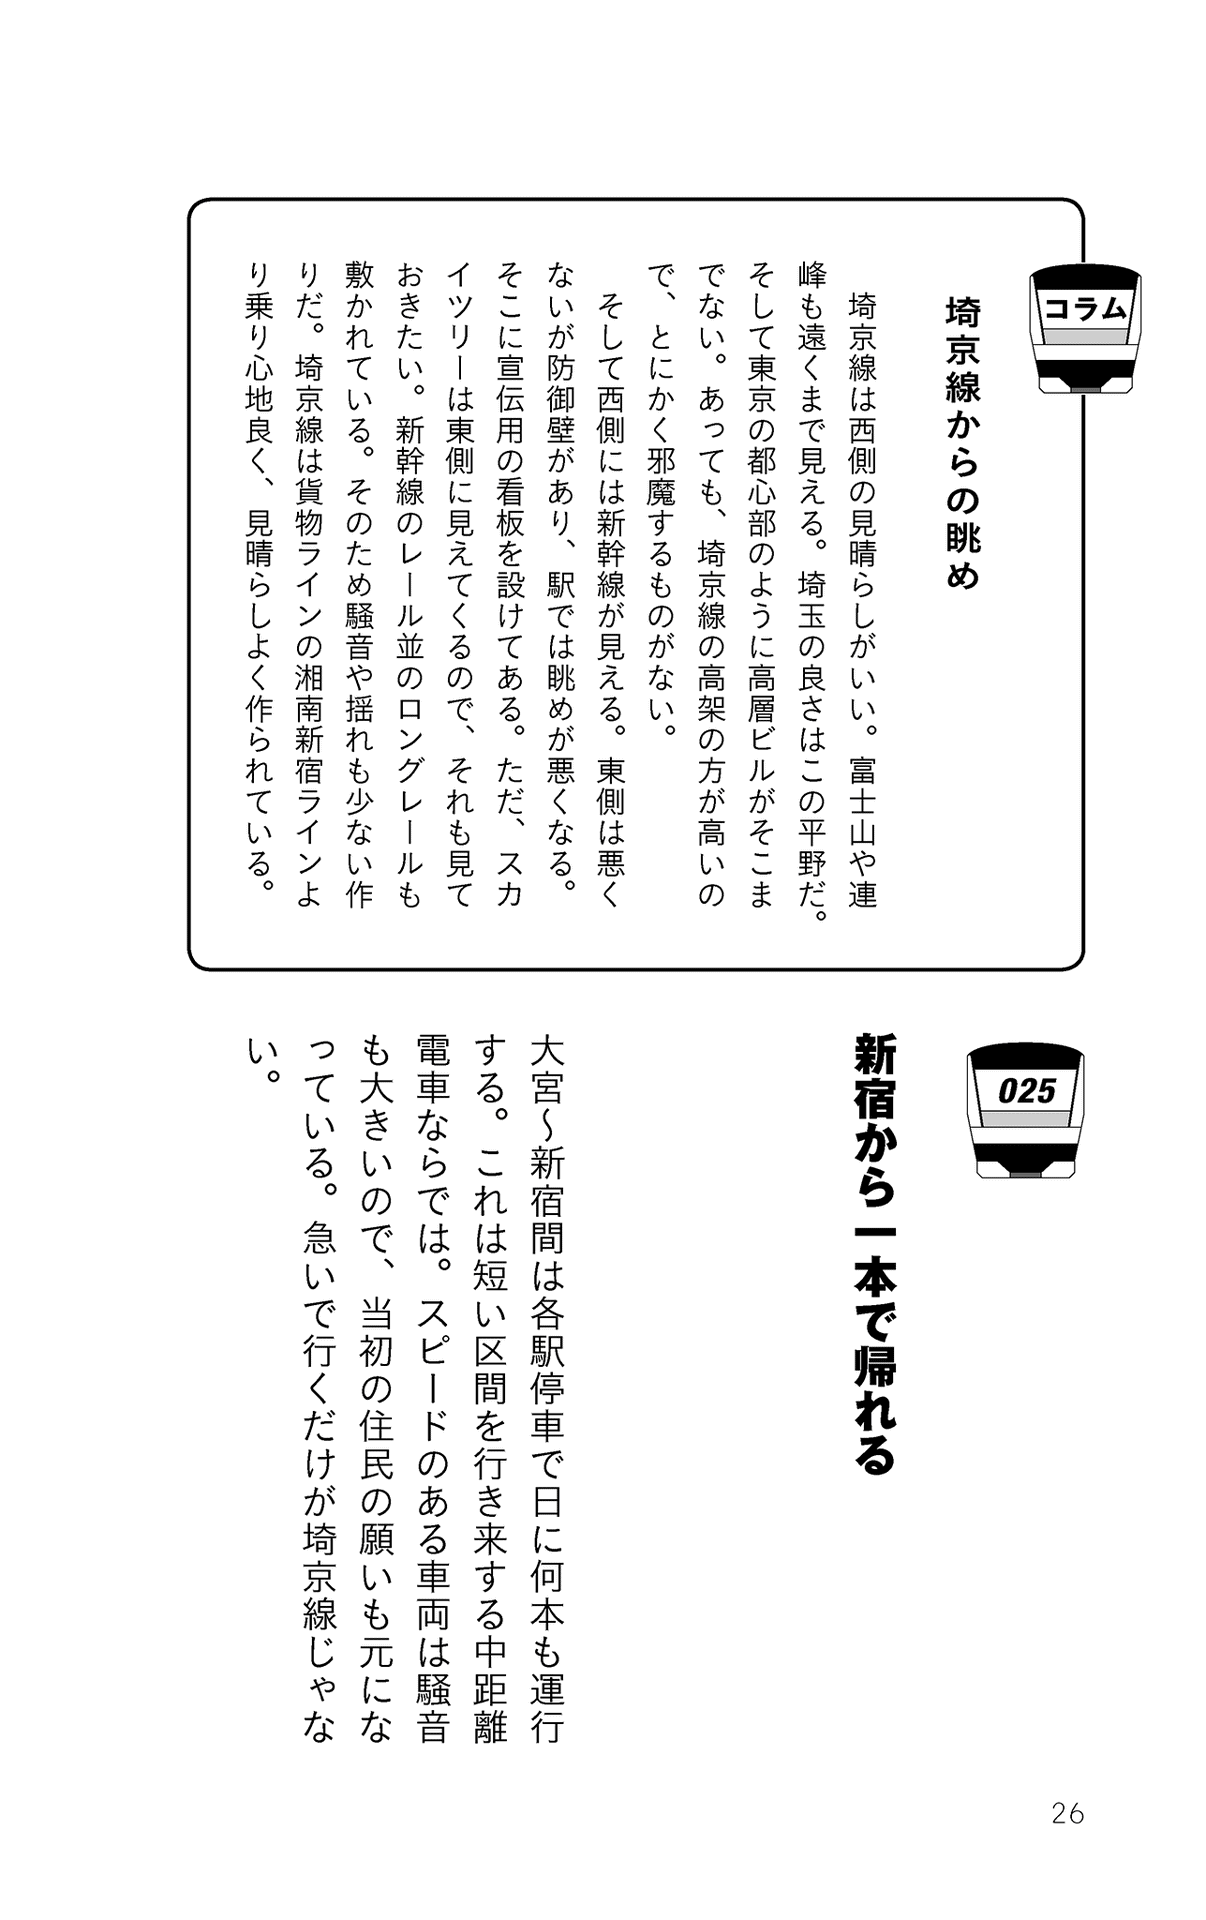 コラム
埼京線からの眺め
　埼京線は西側の見晴らしがいい。富士山や連
峰も遠くまで見える。埼玉の良さはこの平野だ。
そして東京の都心部のように高層ビルがそこま
でない。あっても、埼京線の高架の方が高いの
で、とにかく邪魔するものがない。
　そして西側には新幹線が見える。東側は悪く
ないが防御壁があり、駅では眺めが悪くなる。
そこに宣伝用の看板を設けてある。ただ、スカ
イツリーは東側に見えてくるので、それも見て
おきたい。新幹線のレール並のロングレールも
敷かれている。そのため騒音や揺れも少ない作
りだ。埼京線は貨物ラインの湘南新宿ラインよ
り乗り心地良く、見晴らしよく作られている。
025
新宿から一本で帰れる
大宮〜新宿間は各駅停車で日に何本も運行
する。これは短い区間を行き来する中距離
電車ならでは。スピードのある車両は騒音
も大きいので、当初の住民の願いも元にな
っている。急いで行くだけが埼京線じゃな
い。
26